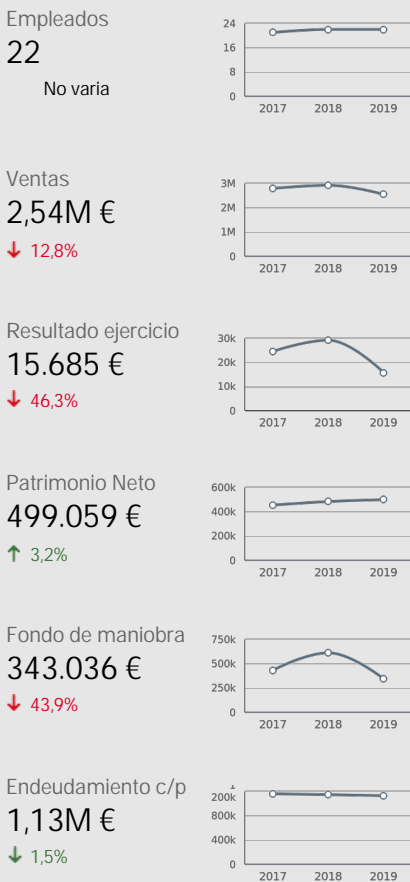 Empleados
22
No varia
24
16
8
0
2017 2018 2019
Ventas
2,54M €
↓ 12,8%
3M
2M
1M
0
2017 2018 2019
Resultado ejercicio
15.685 €
↓ 46,3%
30k
20k
10k
0
2017 2018 2019
Patrimonio Neto
499.059 €
↑ 3,2%
600k
400k
200k
0
2017 2018 2019
Fondo de maniobra
343.036 €
↓ 43,9%
750k
500k
250k
0
2017 2018 2019
Endeudamiento c/p
1,13M €
↓ 1,5%
200k
800k
400k
0
2017 2018 2019